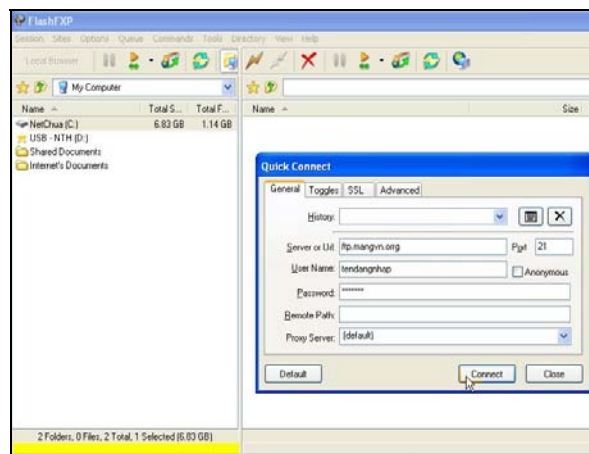 FlashFXP
Session Sites Options Queue Commands Tools Directory View Help
Local Browser
My Computer
Name Total S... Total F...
NetChua (C:) 6.83 GB 1.14 GB
USB - NTH (D:)
Shared Documents
Internet's Documents
Name Size
Quick Connect
General Toggles SSL Advanced
History:
Server or Url: ftp.mangvn.org Port: 21
User Name: tendangnhap Anonymous
Password: *******
Remote Path:
Proxy Server: (default)
Default Connect Close
2 Folders, 0 Files, 2 Total, 1 Selected (6.83 GB)